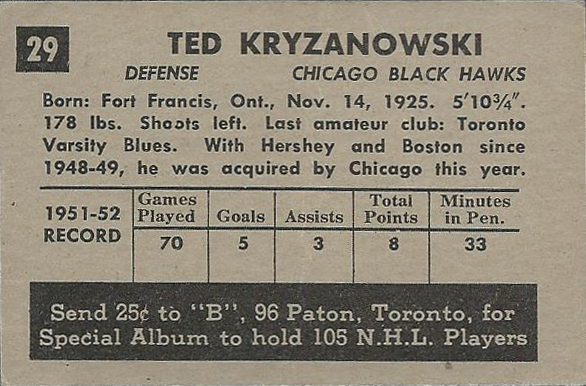 29
TED KRYZANOWSKI
DEFENSE CHICAGO BLACK HAWKS
Born: Fort Francis, Ont., Nov. 14, 1925. 5'10¾".
178 lbs. Shoots left. Last amateur club: Toronto
Varsity Blues. With Hershey and Boston since
1948-49, he was acquired by Chicago this year.
1951-52 RECORD
Games Played Goals Assists Total Points Minutes in Pen.
70 5 3 8 33
Send 25¢ to "B", 96 Paton, Toronto, for
Special Album to hold 105 N.H.L. Players